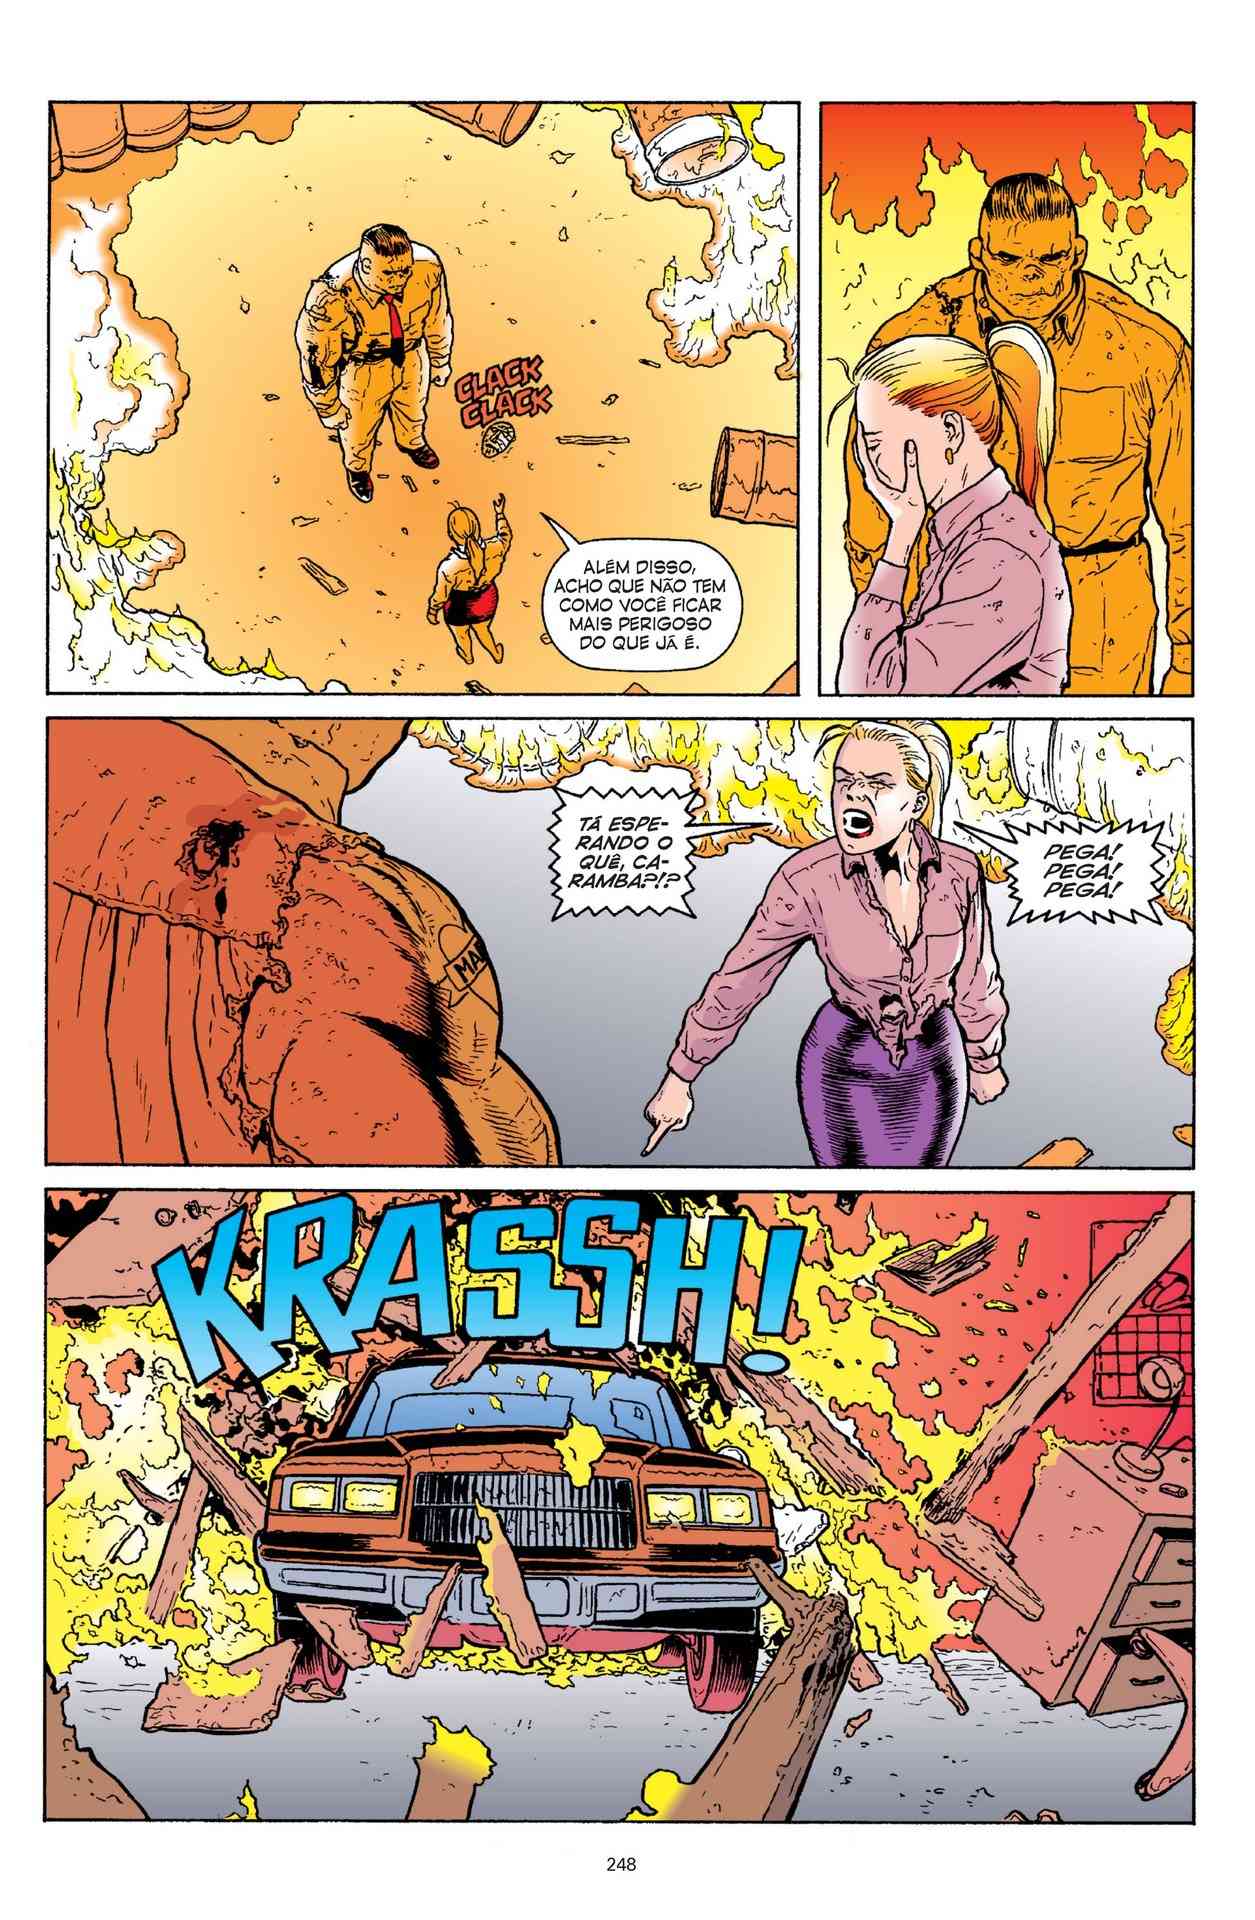 CLACK
CLACK
ALÉM DISSO,
ACHO QUE NÃO TEM
COMO VOCÊ FICAR
MAIS PERIGOSO
DO QUE JÁ É.
TÁ ESPE-
RANDO O
QUÊ, CA-
RAMBA?!?
PEGA!
PEGA!
PEGA!
MA
KRASSH!
248